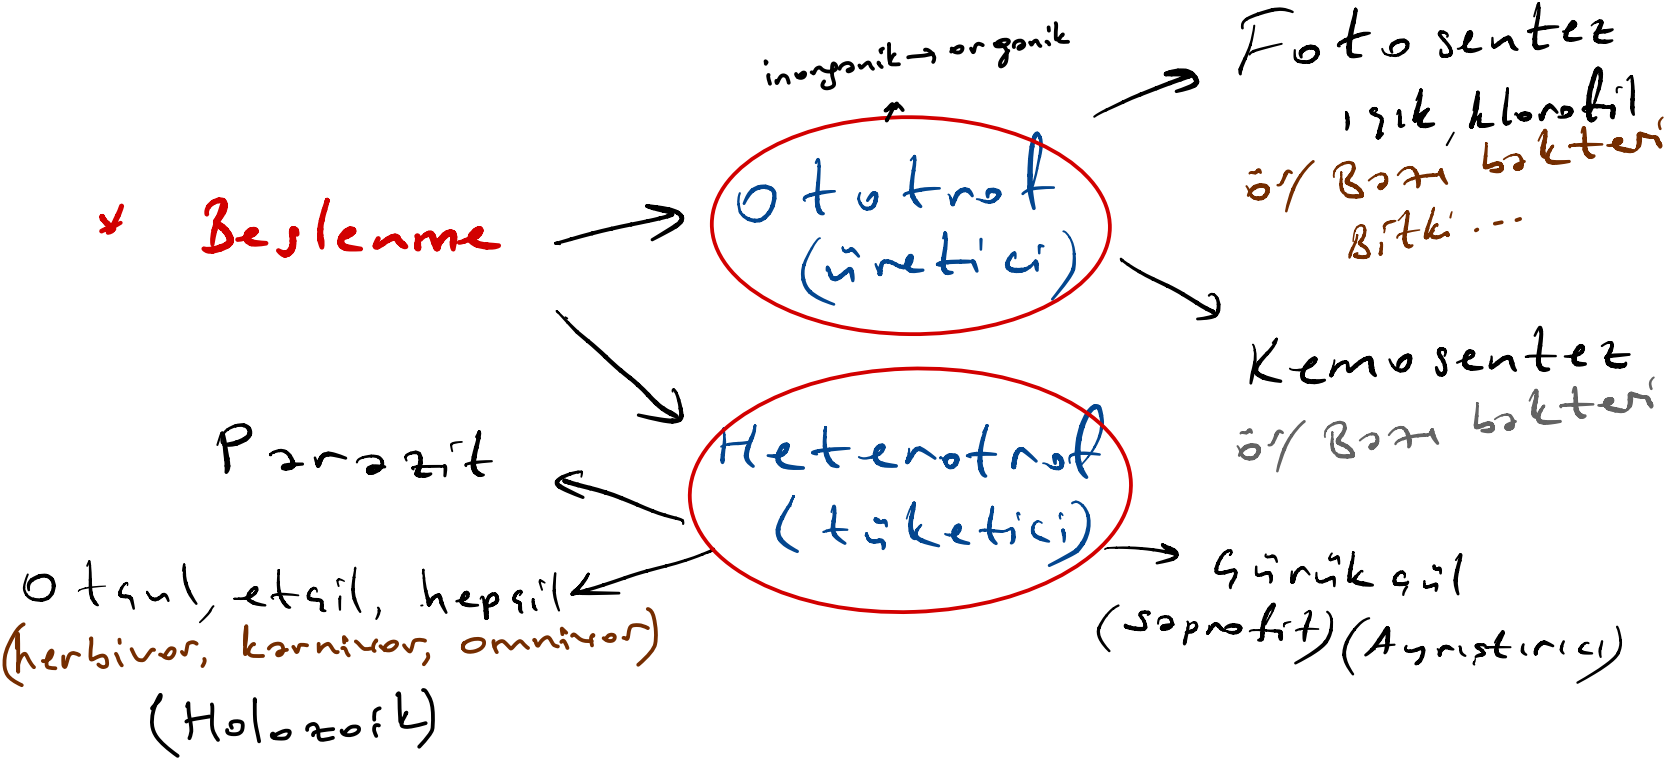 inorganik → organik
* Beslenme
Ototrof
(üretici)
Fotosentez
ışık, klorofil
ör/ Bazı bakteri
Bitki ...
Kemosentez
ör/ Bazı bakteri
Heterotrof
(tüketici)
Parazit
Otçul, etçil, hepçil
(herbivor, karnivor, omnivor)
(Holozoik)
Çürükçül
(saprofit) (Ayrıştırıcı)